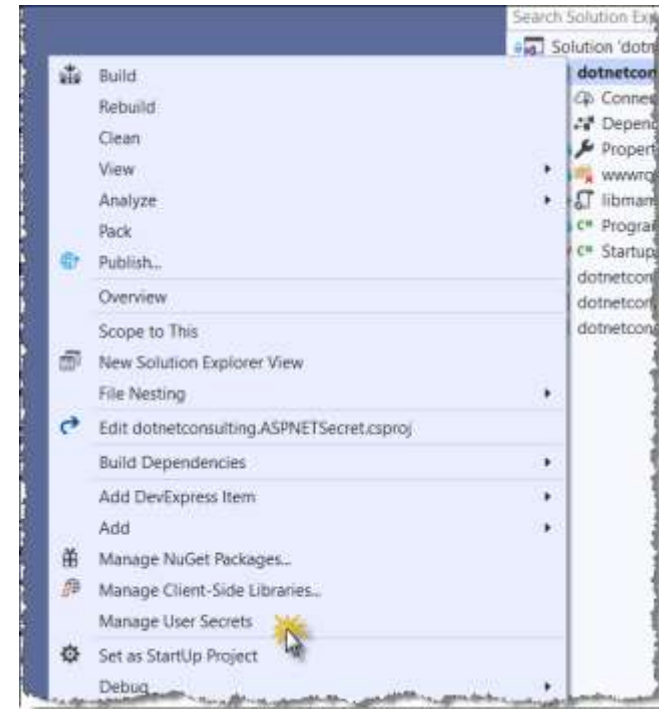 Search Solution Exp
Solution 'dotn
Build
dotnetcon
Rebuild
Connec
Clean
Depend
View
Propert
Analyze
wwwro
Pack
libman
Publish...
Program
Startup
Overview
dotnetcon
dotnetcon
Scope to This
dotnetcon
New Solution Explorer View
File Nesting
Edit dotnetconsulting.ASPNETSecret.csproj
Build Dependencies
Add DevExpress Item
Add
Manage NuGet Packages...
Manage Client-Side Libraries...
Manage User Secrets
Set as StartUp Project
Debug